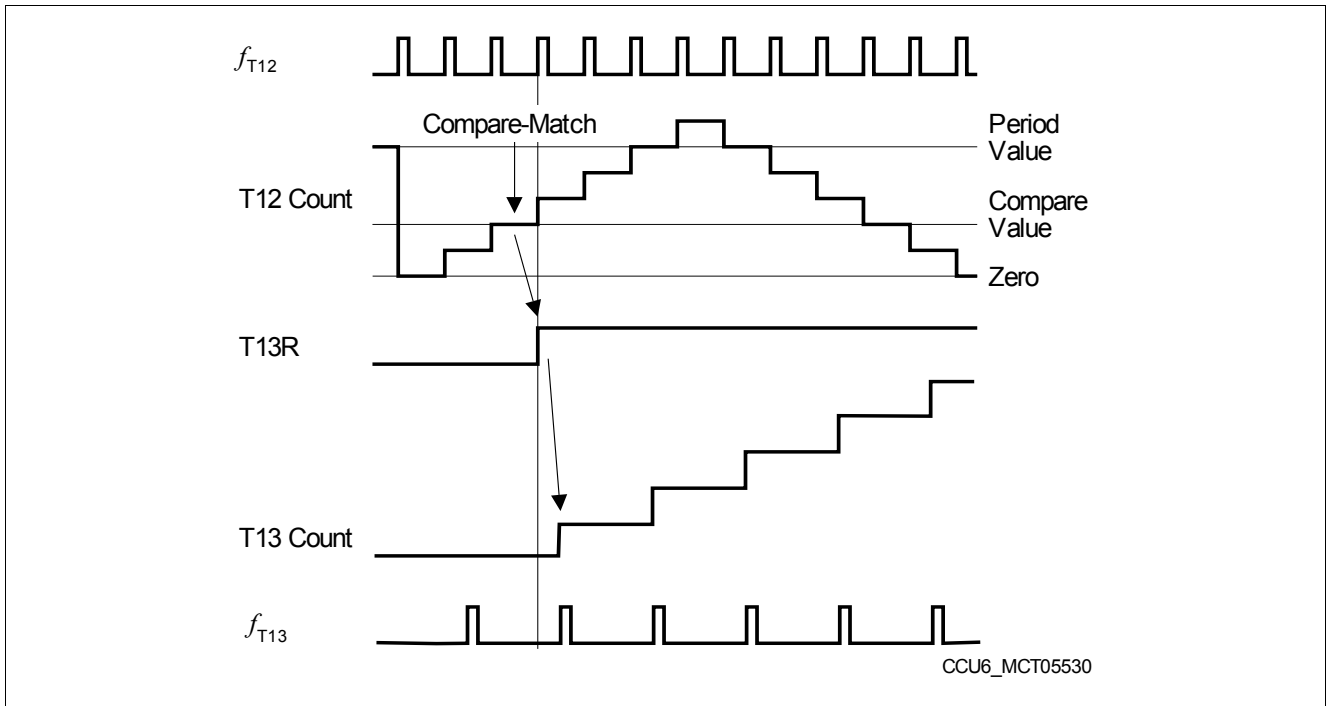 fT12
Compare-Match
Period
Value
T12 Count
Compare
Value
Zero
T13R
T13 Count
fT13
CCU6_MCT05530